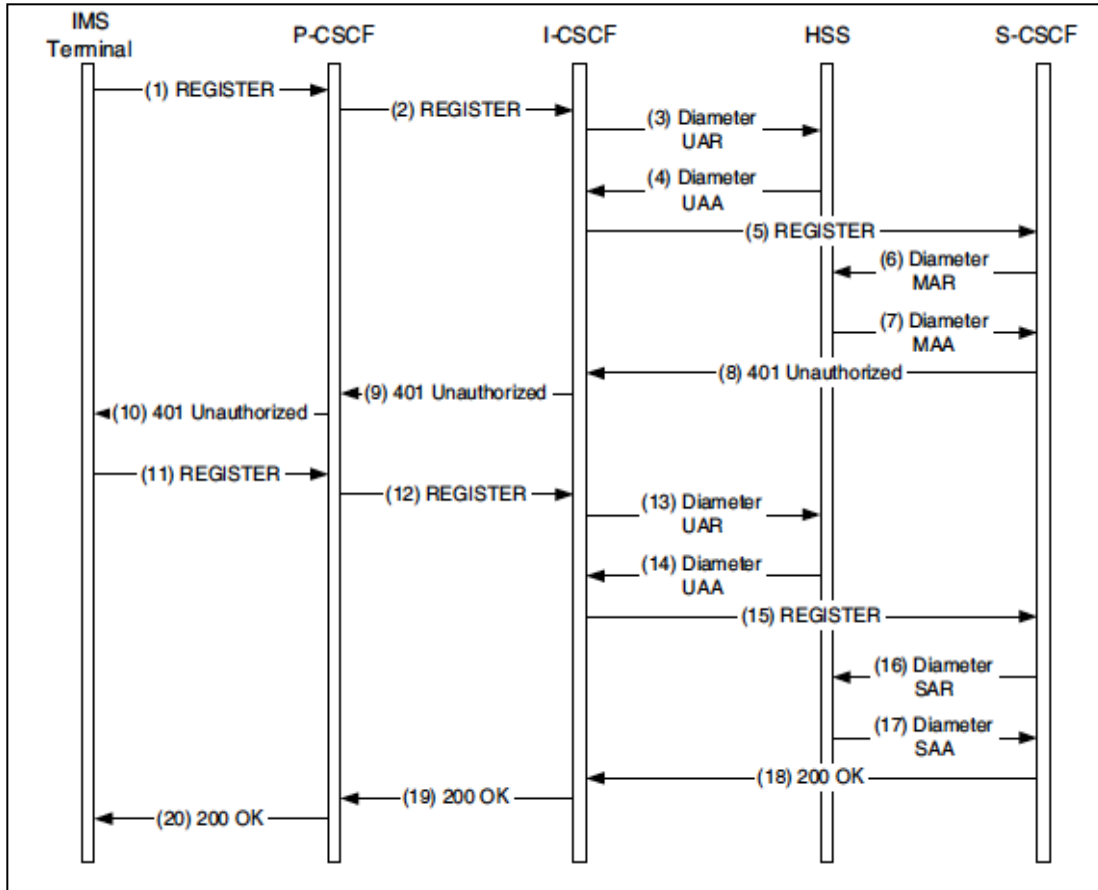 IMS
Terminal
P-CSCF
I-CSCF
HSS
S-CSCF
(1) REGISTER
(2) REGISTER
(3) Diameter
UAR
(4) Diameter
UAA
(5) REGISTER
(6) Diameter
MAR
(7) Diameter
MAA
(8) 401 Unauthorized
(9) 401 Unauthorized
(10) 401 Unauthorized
(11) REGISTER
(12) REGISTER
(13) Diameter
UAR
(14) Diameter
UAA
(15) REGISTER
(16) Diameter
SAR
(17) Diameter
SAA
(18) 200 OK
(19) 200 OK
(20) 200 OK